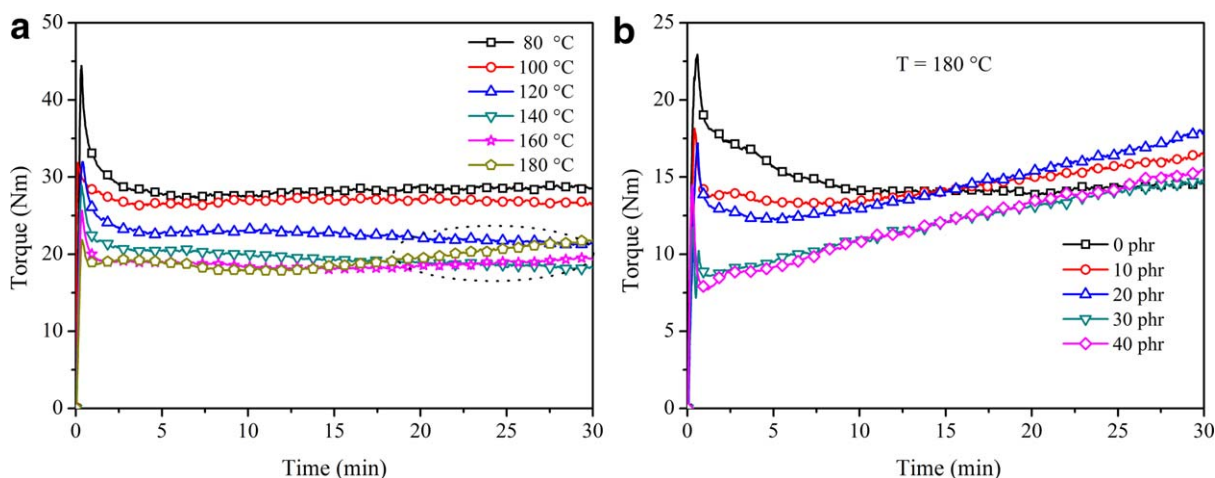 a
50
40
30
20
10
0
Torque (Nm)
0 5 10 15 20 25 30
Time (min)
80 °C
100 °C
120 °C
140 °C
160 °C
180 °C
b
25
20
15
10
5
0
Torque (Nm)
0 5 10 15 20 25 30
Time (min)
T = 180 °C
0 phr
10 phr
20 phr
30 phr
40 phr